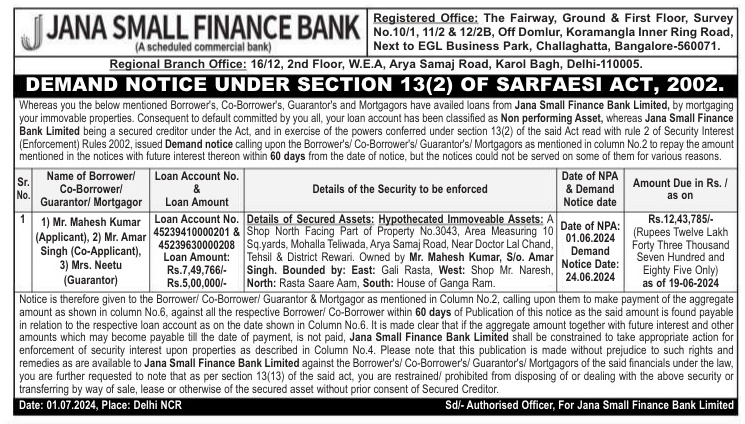 JANA SMALL FINANCE BANK
(A scheduled commercial bank)
Registered Office: The Fairway, Ground & First Floor, Survey
No.10/1, 11/2 & 12/2B, Off Domlur, Koramangla Inner Ring Road,
Next to EGL Business Park, Challaghatta, Bangalore-560071.
Regional Branch Office: 16/12, 2nd Floor, W.E.A, Arya Samaj Road, Karol Bagh, Delhi-110005.
DEMAND NOTICE UNDER SECTION 13(2) OF SARFAESI ACT, 2002.
Whereas you the below mentioned Borrower's, Co-Borrower's, Guarantor's and Mortgagors have availed loans from Jana Small Finance Bank Limited, by mortgaging
your immovable properties. Consequent to default committed by you all, your loan account has been classified as Non performing Asset, whereas Jana Small Finance
Bank Limited being a secured creditor under the Act, and in exercise of the powers conferred under section 13(2) of the said Act read with rule 2 of Security Interest
(Enforcement) Rules 2002, issued Demand notice calling upon the Borrower's/ Co-Borrower's/ Guarantor's/ Mortgagors as mentioned in column No.2 to repay the amount
mentioned in the notices with future interest thereon within 60 days from the date of notice, but the notices could not be served on some of them for various reasons.
Sr.
No.
Name of Borrower/
Co-Borrower/
Guarantor/ Mortgagor
Loan Account No.
&
Loan Amount
Details of the Security to be enforced
Date of NPA
& Demand
Notice date
Amount Due in Rs. /
as on
1
1) Mr. Mahesh Kumar
(Applicant), 2) Mr. Amar
Singh (Co-Applicant),
3) Mrs. Neetu
(Guarantor)
Loan Account No.
45239410000201 &
45239630000208
Loan Amount:
Rs.7,49,766/-
Rs.5,00,000/-
Details of Secured Assets: Hypothecated Immoveable Assets: A
Shop North Facing Part of Property No.3043, Area Measuring 10
Sq.yards, Mohalla Teliwada, Arya Samaj Road, Near Doctor Lal Chand,
Tehsil & District Rewari. Owned by Mr. Mahesh Kumar, S/o. Amar
Singh. Bounded by: East: Gali Rasta, West: Shop Mr. Naresh,
North: Rasta Saare Aam, South: House of Ganga Ram.
Date of NPA:
01.06.2024
Demand
Notice Date:
24.06.2024
Rs.12,43,785/-
(Rupees Twelve Lakh
Forty Three Thousand
Seven Hundred and
Eighty Five Only)
as of 19-06-2024
Notice is therefore given to the Borrower/ Co-Borrower/ Guarantor & Mortgagor as mentioned in Column No.2, calling upon them to make payment of the aggregate
amount as shown in column No.6, against all the respective Borrower/ Co-Borrower within 60 days of Publication of this notice as the said amount is found payable
in relation to the respective loan account as on the date shown in Column No.6. It is made clear that if the aggregate amount together with future interest and other
amounts which may become payable till the date of payment, is not paid, Jana Small Finance Bank Limited shall be constrained to take appropriate action for
enforcement of security interest upon properties as described in Column No.4. Please note that this publication is made without prejudice to such rights and
remedies as are available to Jana Small Finance Bank Limited against the Borrower's/ Co-Borrower's/ Guarantor's/ Mortgagors of the said financials under the law,
you are further requested to note that as per section 13(13) of the said act, you are restrained/ prohibited from disposing of or dealing with the above security or
transferring by way of sale, lease or otherwise of the secured asset without prior consent of Secured Creditor.
Date: 01.07.2024, Place: Delhi NCR
Sd/- Authorised Officer, For Jana Small Finance Bank Limited